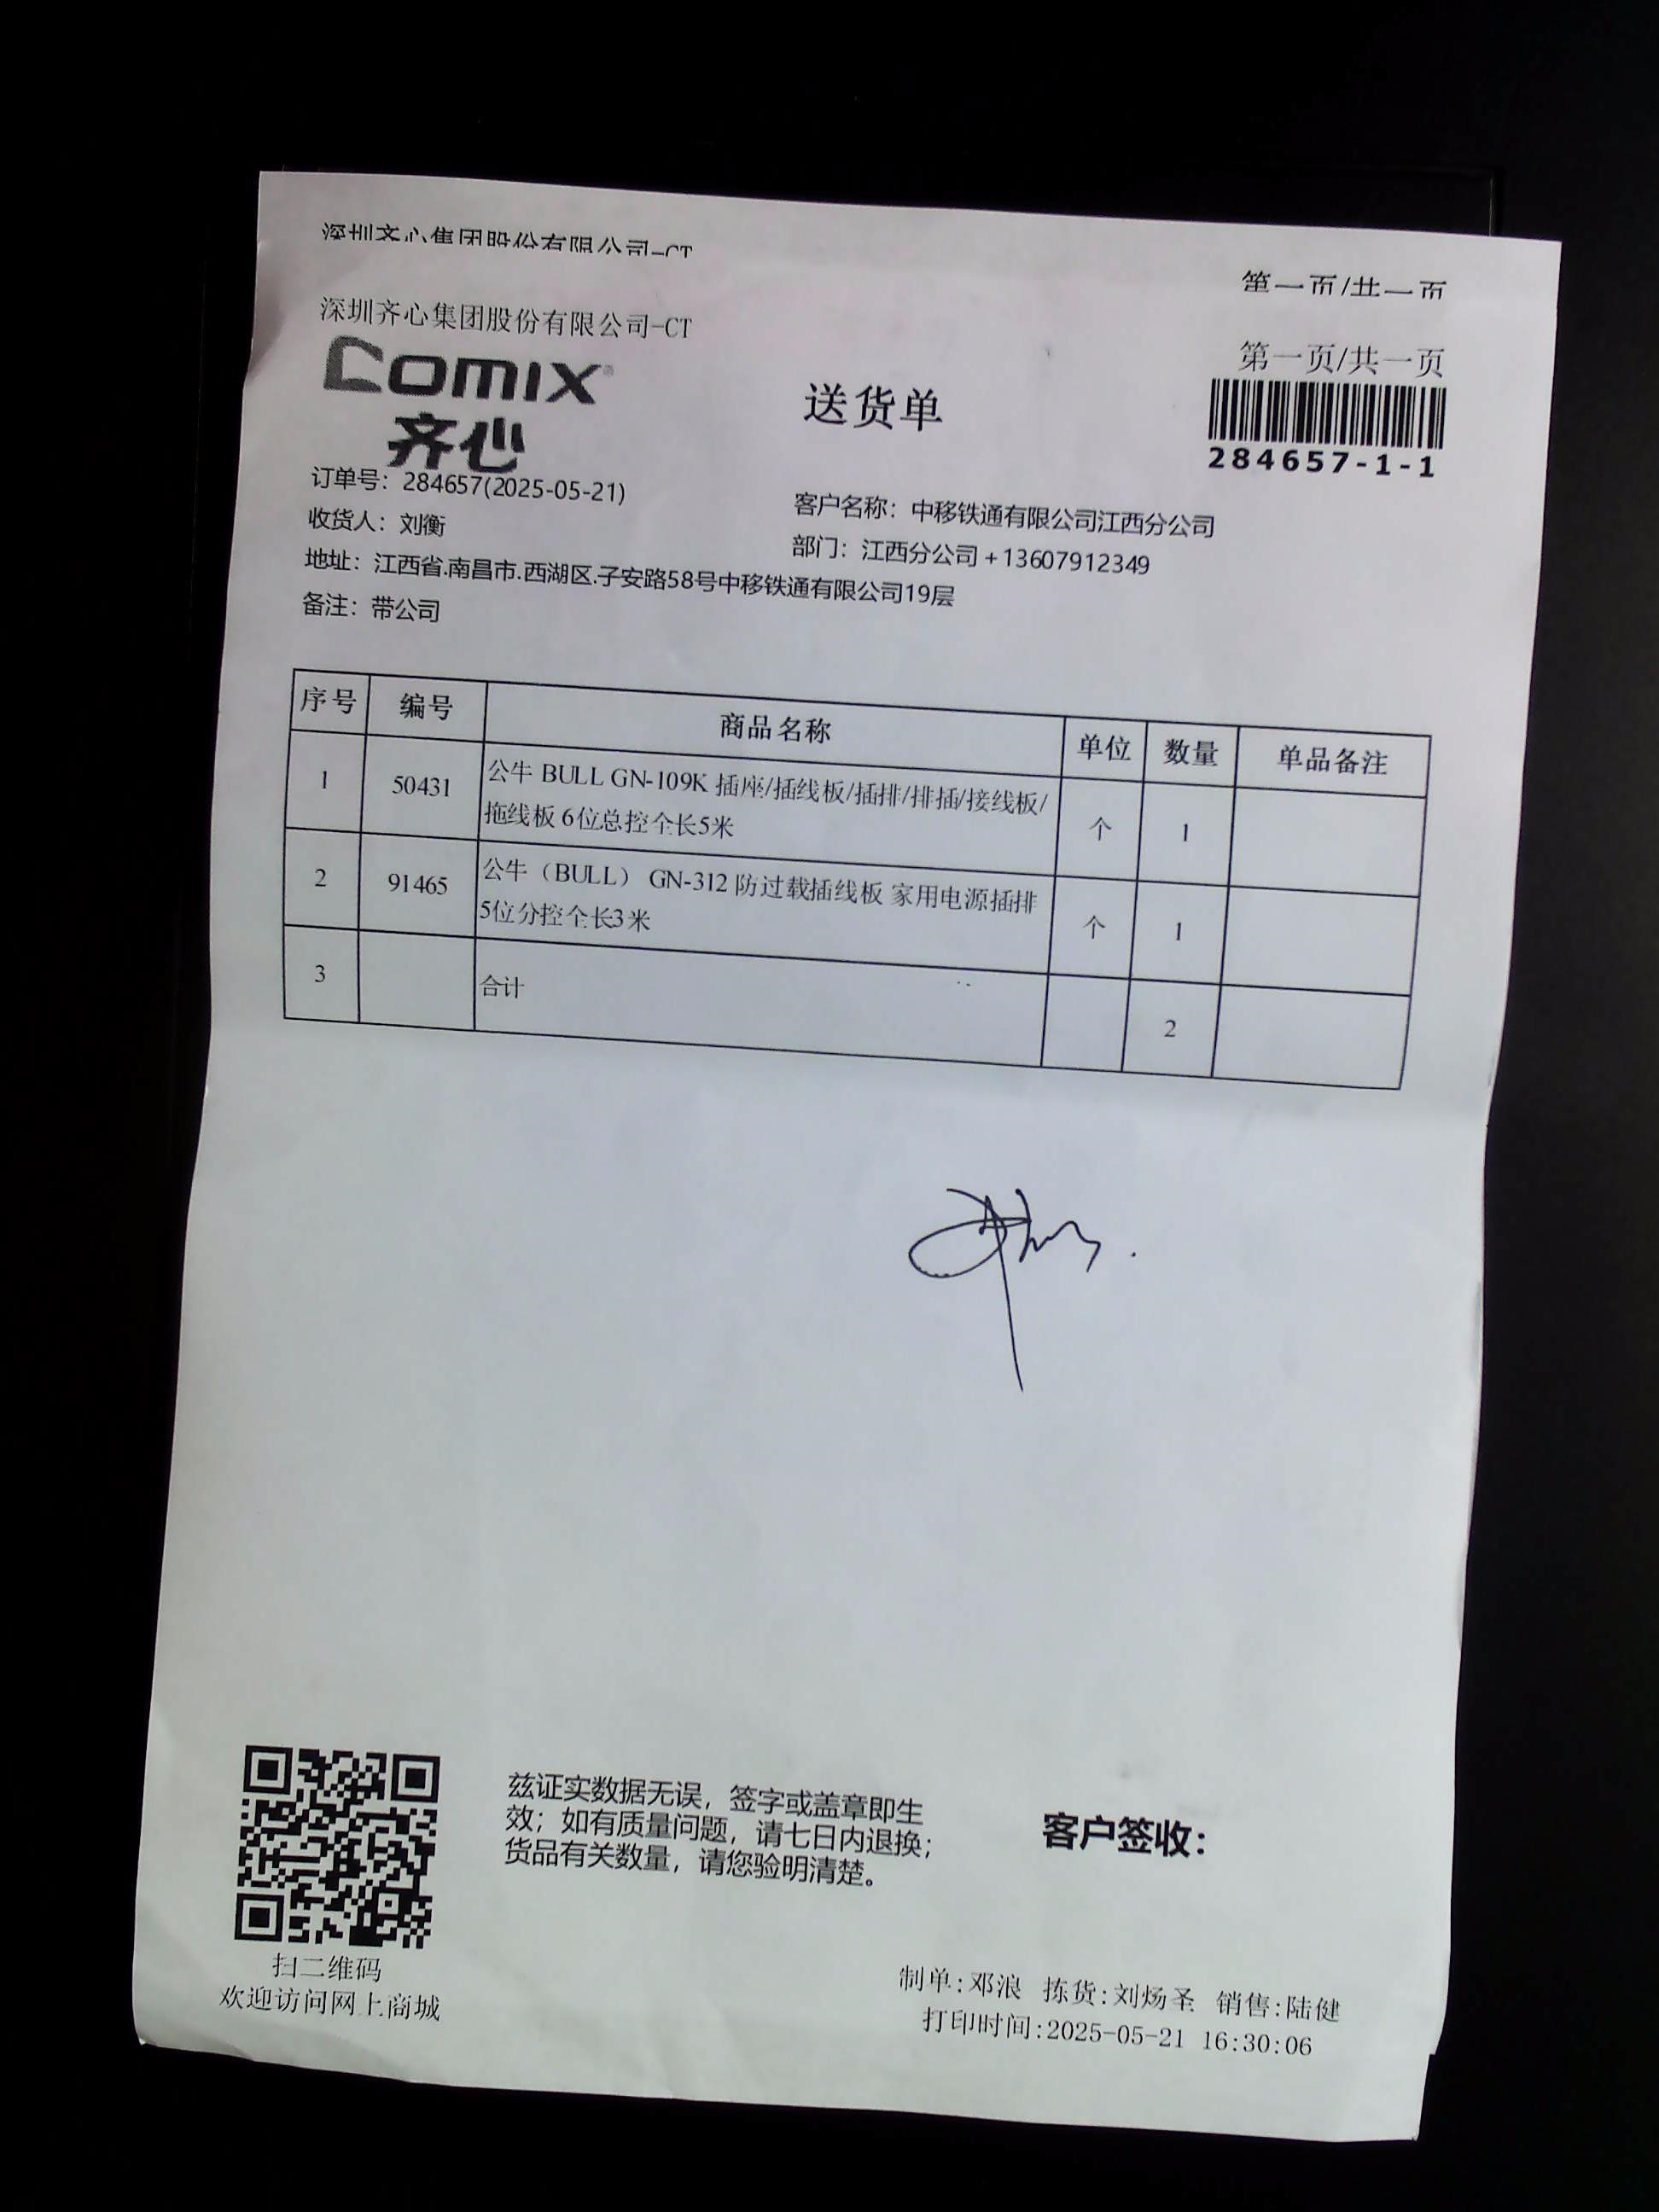 深圳齐心集团股份有限公司-CT
第一页/共一页
深圳齐心集团股份有限公司-CT
第一页/共一页
COMIX
齐心
送货单
284657-1-1
订单号：284657(2025-05-21)
客户名称：中移铁通有限公司江西分公司
收货人：刘衡
部门：江西分公司+13607912349
地址：江西省.南昌市.西湖区.子安路58号中移铁通有限公司19层
备注：带公司
序号 编号 商品名称 单位 数量 单品备注
1 50431 公牛 BULL GN-109K 插座/插线板/插排/排插/接线板/
拖线板 6位总控全长5米 个 1
2 91465 公牛（BULL） GN-312 防过载插线板 家用电源插排
5位分控全长3米 个 1
3 合计 2
兹证实数据无误，签字或盖章即生
效；如有质量问题，请七日内退换；
货品有关数量，请您验明清楚。
客户签收：
扫二维码
欢迎访问网上商城
制单:邓浪 拣货:刘炀圣 销售:陆健
打印时间:2025-05-21 16:30:06